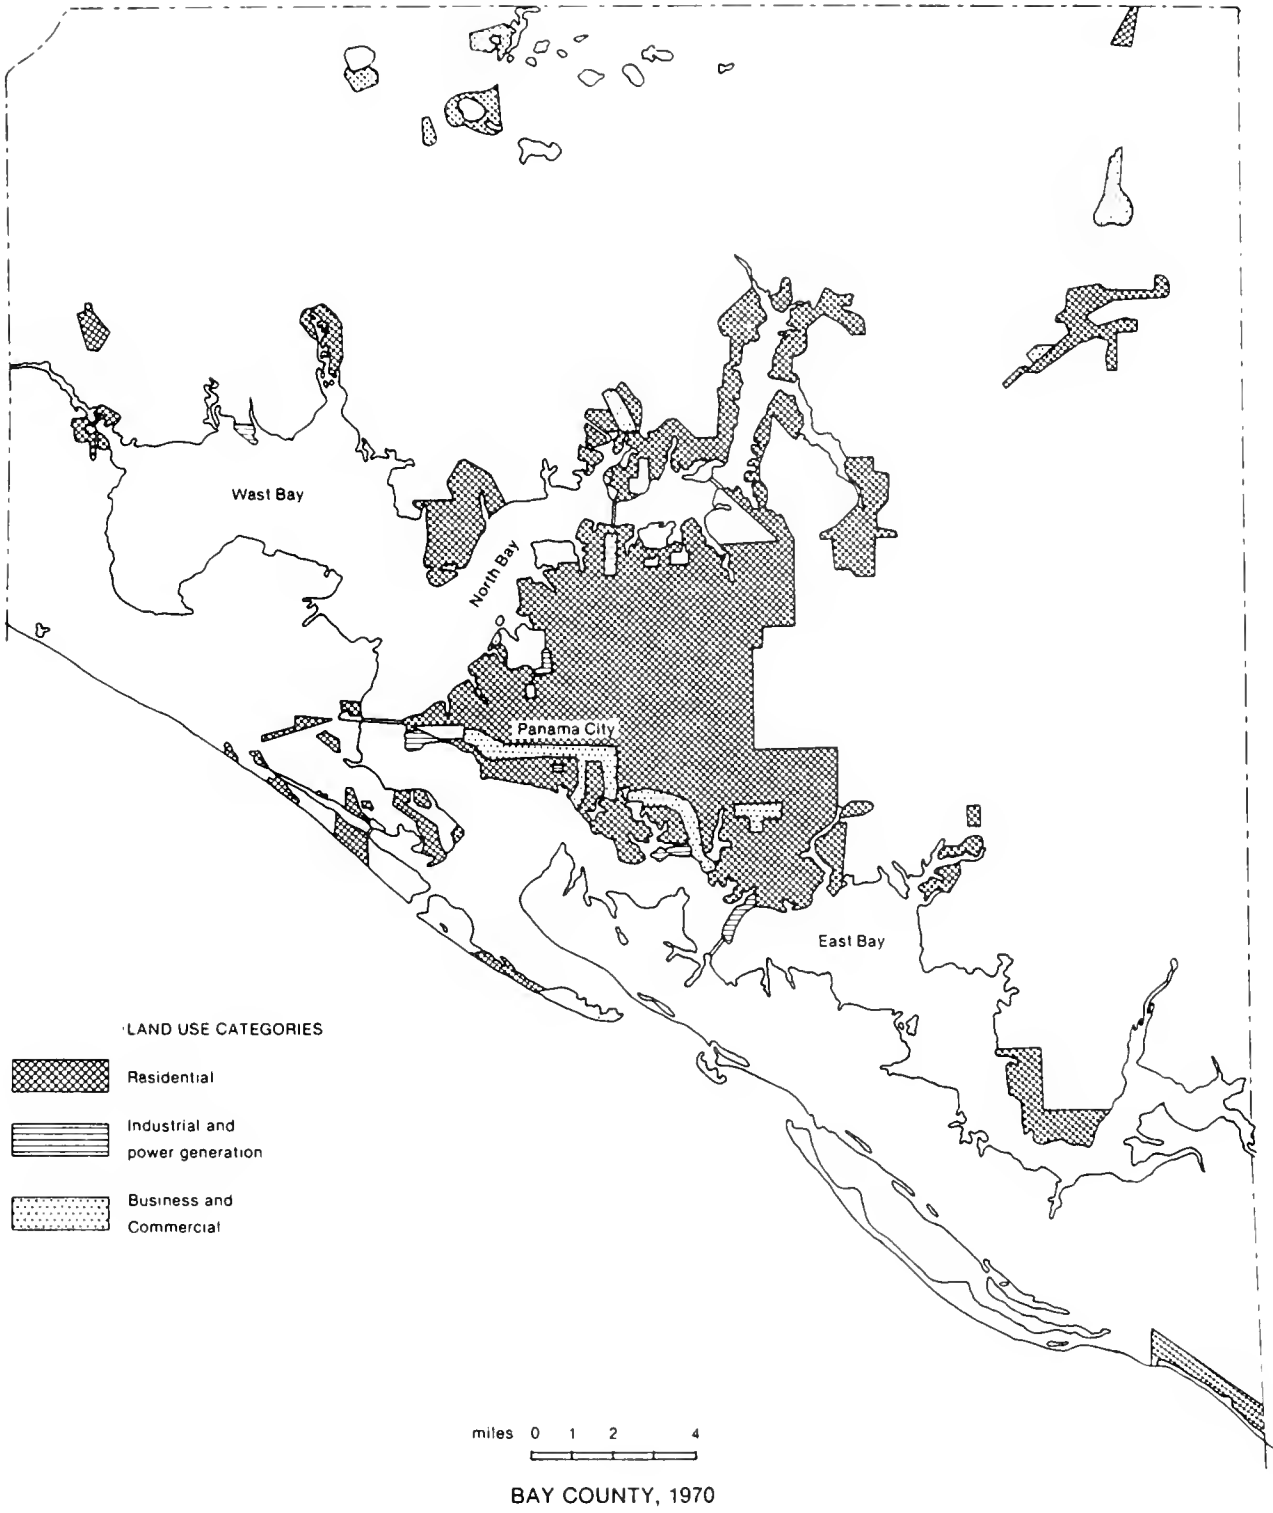 Wast Bay
North Bay
Panama City
East Bay
LAND USE CATEGORIES
Residential
Industrial and
power generation
Business and
Commercial
miles 0 1 2 4
BAY COUNTY, 1970